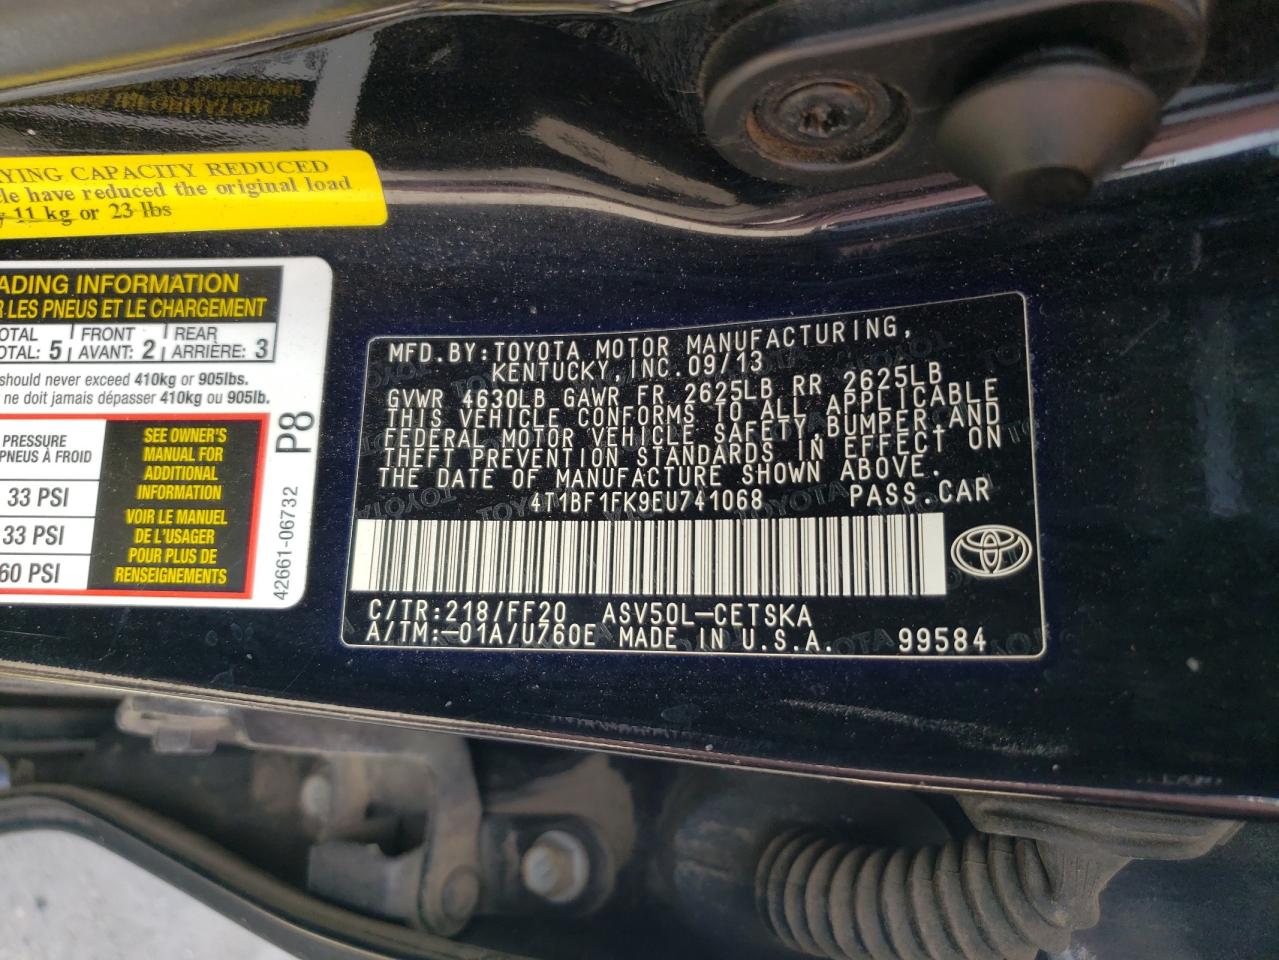 YING CAPACITY REDUCED
cle have reduced the original load
11 kg or 23 lbs
ADING INFORMATION
R LES PNEUS ET LE CHARGEMENT
OTAL FRONT REAR
OTAL: 5 AVANT: 2 ARRIÈRE: 3
should never exceed 410kg or 905lbs.
ne doit jamais dépasser 410kg ou 905lb.
PRESSURE
PNEUS À FROID
33 PSI
33 PSI
60 PSI
SEE OWNER'S
MANUAL FOR
ADDITIONAL
INFORMATION
VOIR LE MANUEL
DE L'USAGER
POUR PLUS DE
RENSEIGNEMENTS
P8
42661-06732
MFD.BY:TOYOTA MOTOR MANUFACTURING,
KENTUCKY,INC.09/13
GVWR 4630LB GAWR FR 2625LB RR 2625LB
THIS VEHICLE CONFORMS TO ALL APPLICABLE
FEDERAL MOTOR VEHICLE SAFETY,BUMPER,AND
THEFT PREVENTION STANDARDS IN EFFECT ON
THE DATE OF MANUFACTURE SHOWN ABOVE.
4T1BF1FK9EU741068 PASS.CAR
C/TR:218/FF20 ASV50L-CETSKA
A/TM:-01A/U760E MADE IN U.S.A. 99584